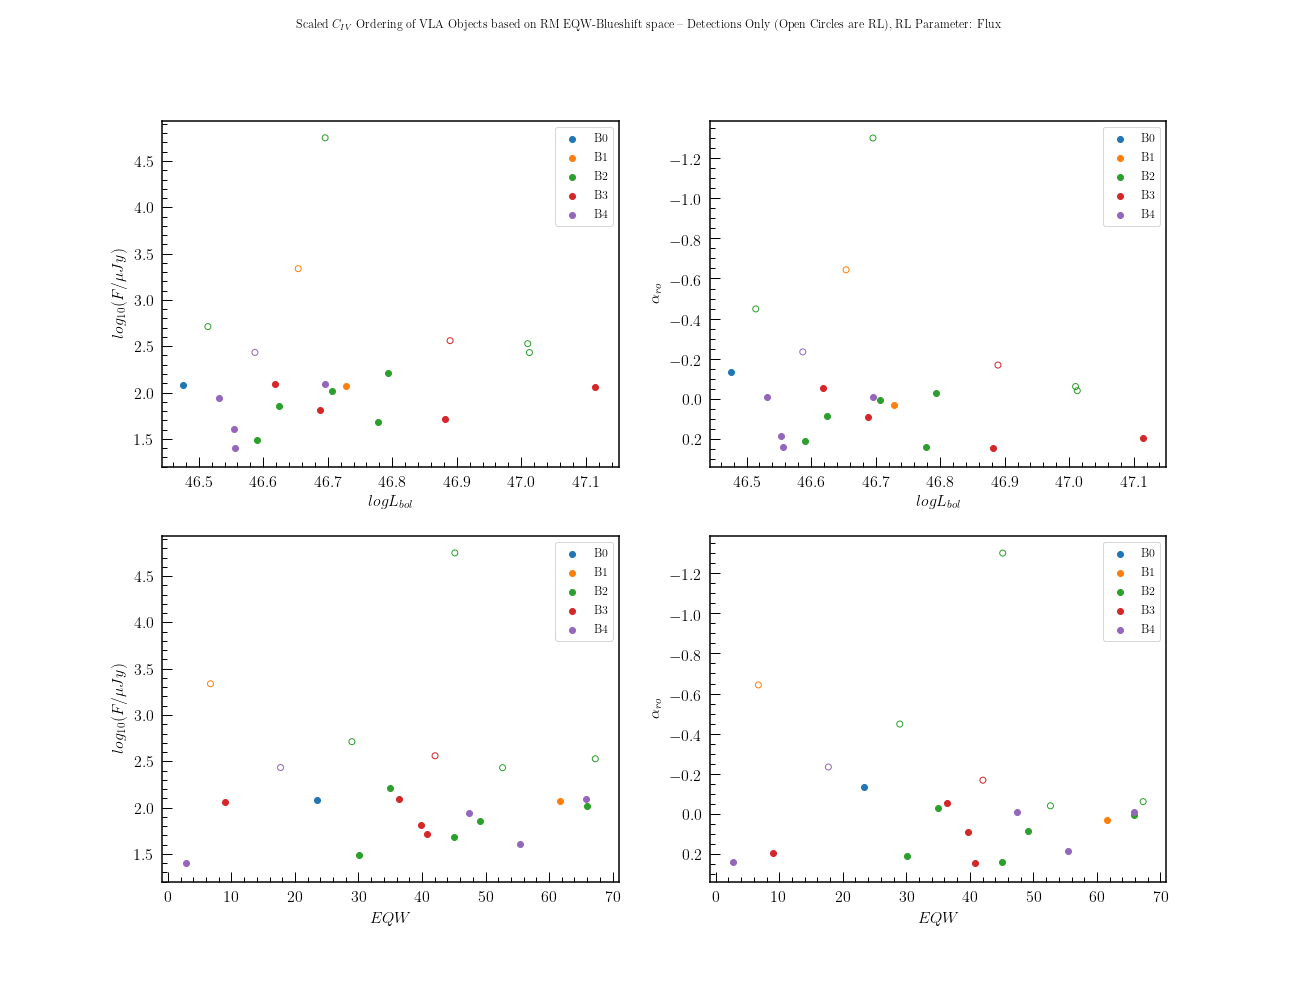 Scaled C_{IV} Ordering of VLA Objects based on RM EQW-Blueshift space – Detections Only (Open Circles are RL), RL Parameter: Flux
B0
B1
B2
B3
B4
4.5
4.0
3.5
3.0
2.5
2.0
1.5
log_{10}(F/μJy)
46.5 46.6 46.7 46.8 46.9 47.0 47.1
logL_{bol}
B0
B1
B2
B3
B4
−1.2
−1.0
−0.8
−0.6
−0.4
−0.2
0.0
0.2
α_{ro}
46.5 46.6 46.7 46.8 46.9 47.0 47.1
logL_{bol}
B0
B1
B2
B3
B4
4.5
4.0
3.5
3.0
2.5
2.0
1.5
log_{10}(F/μJy)
0 10 20 30 40 50 60 70
EQW
B0
B1
B2
B3
B4
−1.2
−1.0
−0.8
−0.6
−0.4
−0.2
0.0
0.2
α_{ro}
0 10 20 30 40 50 60 70
EQW